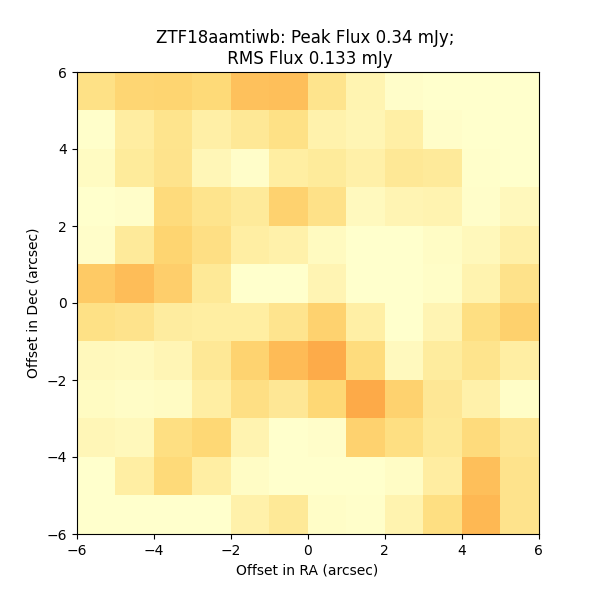 ZTF18aamtiwb: Peak Flux 0.34 mJy;
RMS Flux 0.133 mJy
6
4
2
0
−2
−4
−6
Offset in Dec (arcsec)
−6 −4 −2 0 2 4 6
Offset in RA (arcsec)